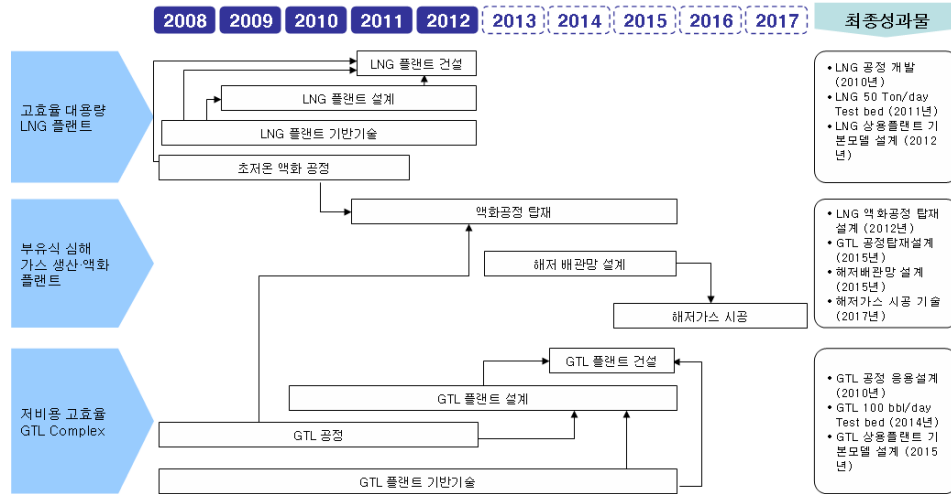 2008 2009 2010 2011 2012 2013 2014 2015 2016 2017 최종성과물
고효율 대용량
LNG 플랜트
LNG 플랜트 건설
LNG 플랜트 설계
LNG 플랜트 기반기술
초저온 액화 공정
• LNG 공정 개발
(2010년)
• LNG 50 Ton/day
Test bed (2011년)
• LNG 상용플랜트 기
본모델 설계 (2012
년)
부유식 심해
가스 생산·액화
플랜트
액화공정 탑재
해저 배관망 설계
해저가스 시공
• LNG 액화공정 탑재
설계 (2012년)
• GTL 공정탑재설계
(2015년)
• 해저배관망 설계
(2015년)
• 해저가스 시공 기술
(2017년)
저비용 고효율
GTL Complex
GTL 플랜트 건설
GTL 플랜트 설계
GTL 공정
GTL 플랜트 기반기술
• GTL 공정 응용설계
(2010년)
• GTL 100 bbl/day
Test bed (2014년)
• GTL 상용플랜트 기
본모델 설계 (2015
년)